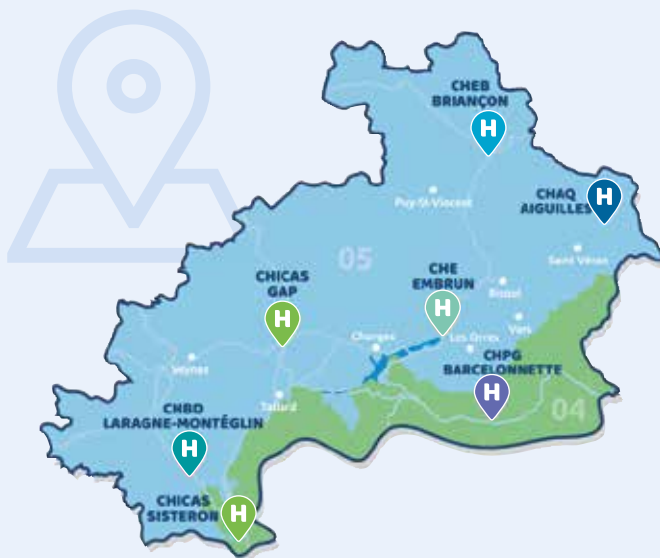 CHEB
BRIANÇON
H
CHAQ
AIGUILLES
H
Puy-St-Vincent
05
Saint Véran
CHICAS
GAP
H
CHE
EMBRUN
H
Risoul
Vars
Chorges
Les Orres
CHPG
BARCELONNETTE
H
04
Veynes
Tallard
CHBD
LARAGNE-MONTÉGLIN
H
CHICAS
SISTERON
H